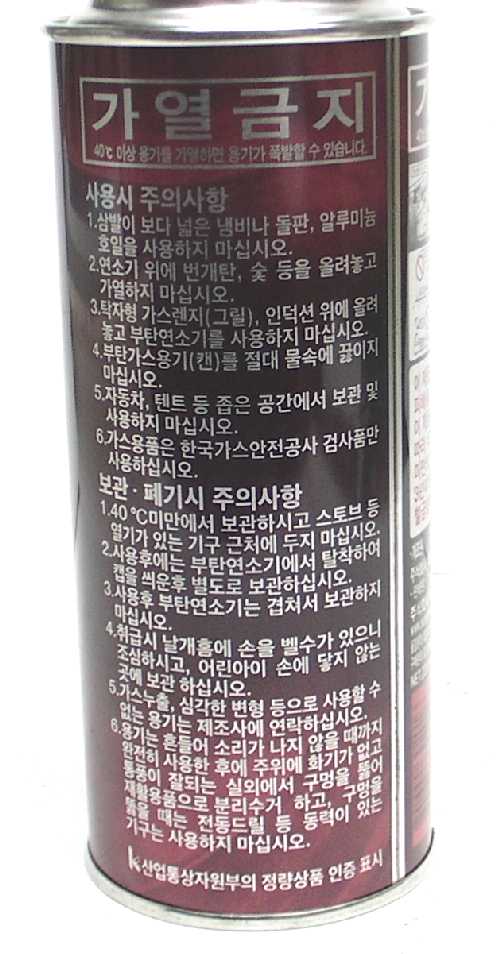 가열금지
40℃ 이상 용기를 가열하면 용기가 폭발할 수 있습니다.
사용시 주의사항
1.삼발이 보다 넓은 냄비나 돌판, 알루미늄
호일을 사용하지 마십시오.
2.연소기 위에 번개탄, 숯 등을 올려놓고
가열하지 마십시오.
3.탁자형 가스렌지(그릴), 인덕션 위에 올려
놓고 부탄연소기를 사용하지 마십시오.
4.부탄가스용기(캔)를 절대 물속에 끓이지
마십시오.
5.자동차, 텐트 등 좁은 공간에서 보관 및
사용하지 마십시오.
6.가스용품은 한국가스안전공사 검사품만
사용하십시오.
보관·폐기시 주의사항
1.40℃미만에서 보관하시고 스토브 등
열기가 있는 기구 근처에 두지 마십시오.
2.사용후에는 부탄연소기에서 탈착하여
캡을 씌운후 별도로 보관하십시오.
3.사용후 부탄연소기는 겹쳐서 보관하지
마십시오.
4.취급시 날개홀에 손을 벨수가 있으니
조심하시고, 어린아이 손에 닿지 않는
곳에 보관 하십시오.
5.가스누출, 심각한 변형 등으로 사용할 수
없는 용기는 제조사에 연락하십시오.
6.용기는 흔들어 소리가 나지 않을 때까지
완전히 사용한 후에 주위에 화기가 없고
통풍이 잘되는 실외에서 구멍을 뚫어
재활용품으로 분리수거 하고, 구멍을
뚫을 때는 전동드릴 등 동력이 있는
기구는 사용하지 마십시오.
산업통상자원부의 정량상품 인증 표시